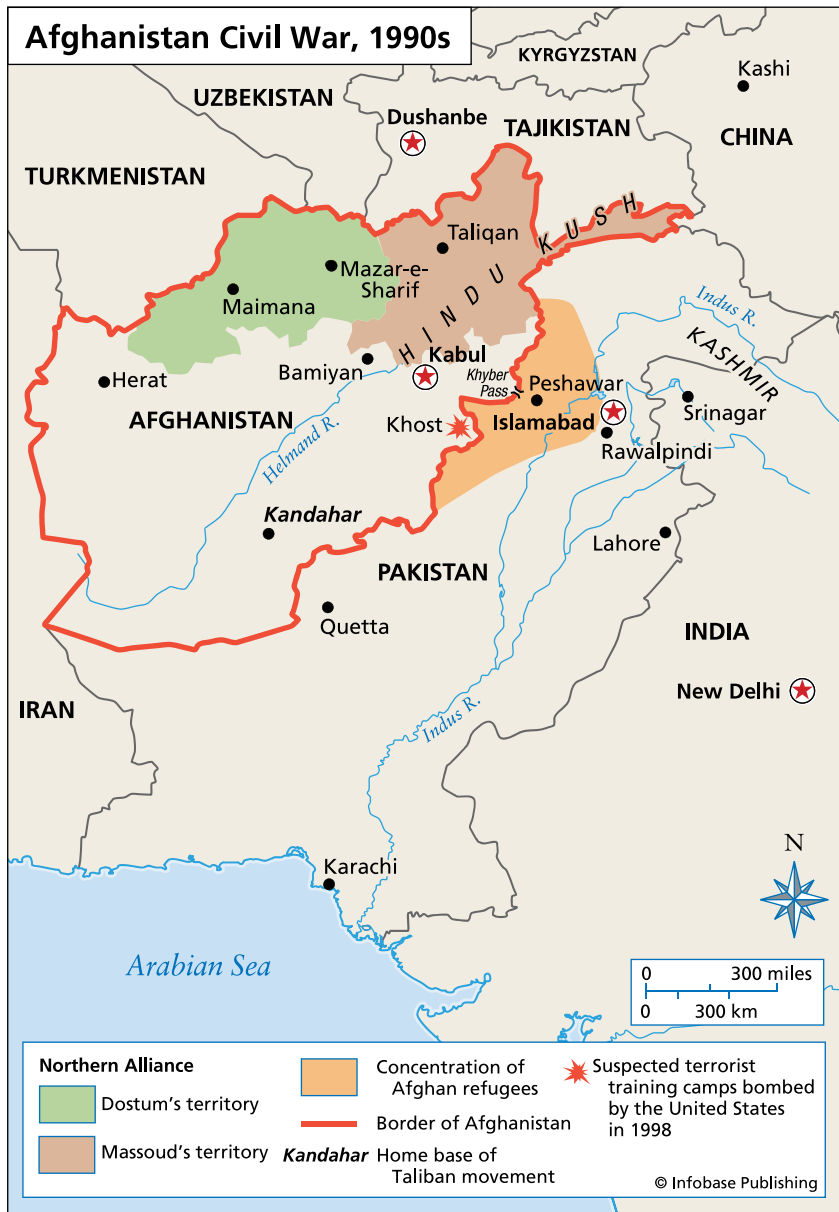 Afghanistan Civil War, 1990s
KYRGYZSTAN
Kashi
UZBEKISTAN
Dushanbe
TAJIKISTAN
CHINA
TURKMENISTAN
Taliqan
HINDU KUSH
Mazar-e-
Sharif
Maimana
Indus R.
KASHMIR
Herat
Bamiyan
Kabul
Khyber
Pass
Peshawar
AFGHANISTAN
Khost
Islamabad
Srinagar
Rawalpindi
Helmand R.
Kandahar
Lahore
PAKISTAN
Quetta
INDIA
New Delhi
IRAN
Indus R.
Karachi
N
Arabian Sea
0 300 miles
0 300 km
Northern Alliance
Dostum's territory
Massoud's territory
Concentration of
Afghan refugees
Border of Afghanistan
Kandahar Home base of
Taliban movement
Suspected terrorist
training camps bombed
by the United States
in 1998
© Infobase Publishing